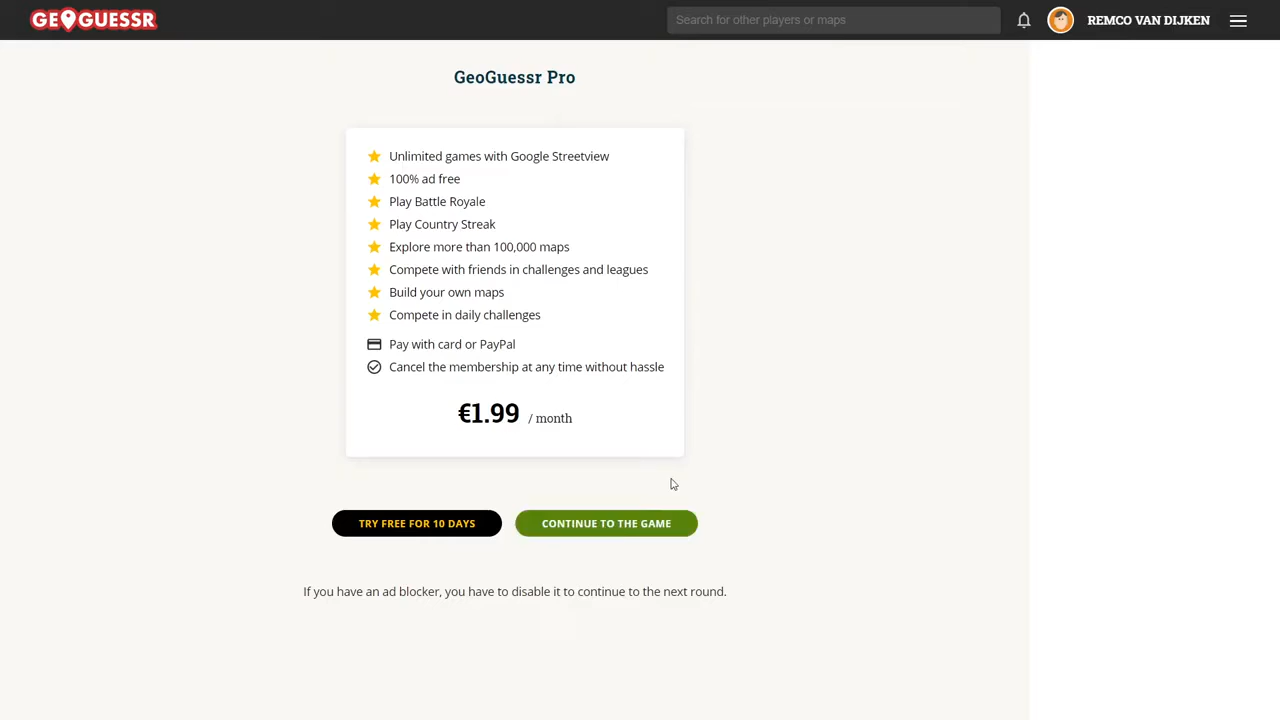 GEOGUESSR
Search for other players or maps
REMCO VAN DIJKEN
GeoGuessr Pro
Unlimited games with Google Streetview
100% ad free
Play Battle Royale
Play Country Streak
Explore more than 100,000 maps
Compete with friends in challenges and leagues
Build your own maps
Compete in daily challenges
Pay with card or PayPal
Cancel the membership at any time without hassle
€1.99 / month
TRY FREE FOR 10 DAYS
CONTINUE TO THE GAME
If you have an ad blocker, you have to disable it to continue to the next round.